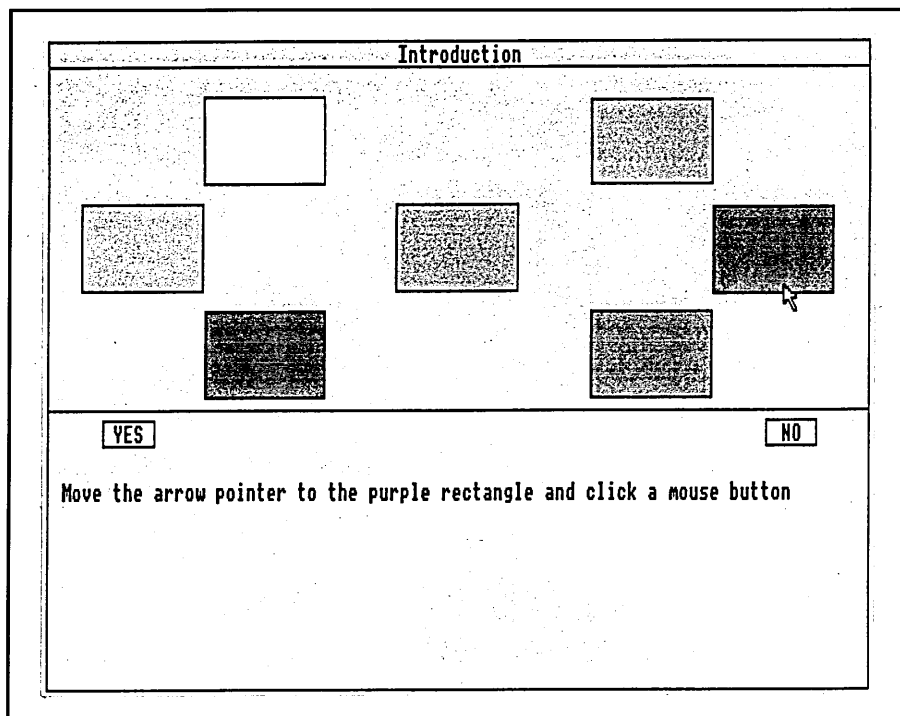 Introduction
YES NO
Move the arrow pointer to the purple rectangle and click a mouse button